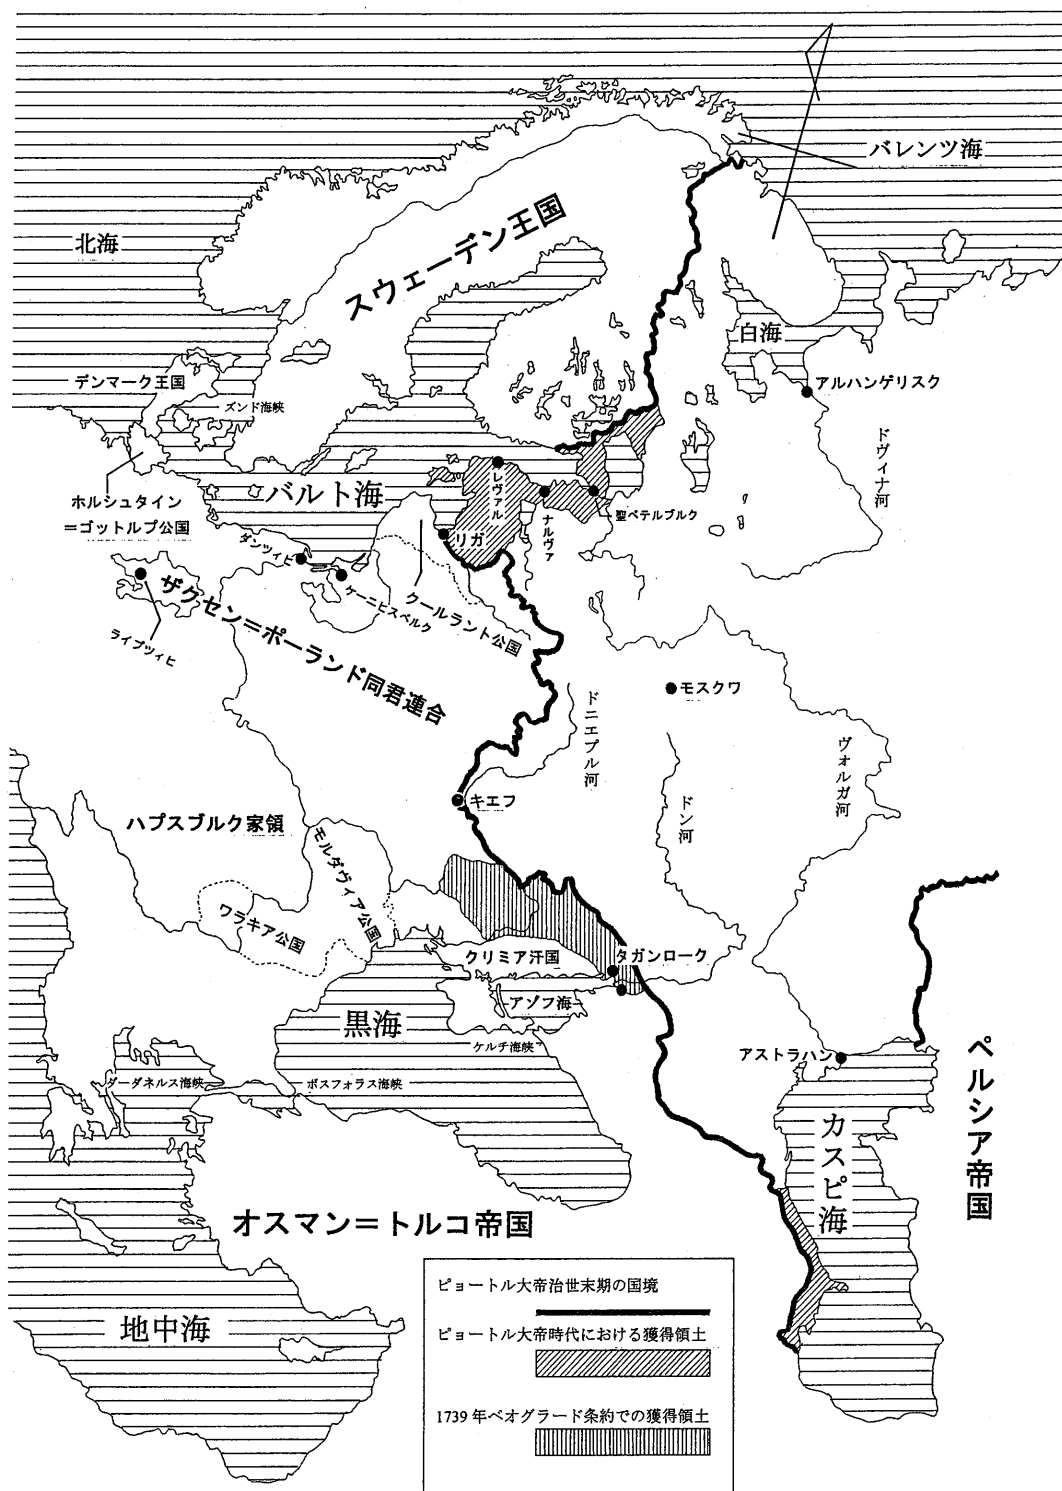 バレンツ海
北海
スウェーデン王国
白海
デンマーク王国
アルハンゲリスク
ズンド海峡
ドヴィナ河
ホルシュタイン
＝ゴットルプ公国
バルト海
レヴァル
ナルヴァ
聖ペテルブルク
リガ
ダンツィヒ
ケーニヒスベルク
クールラント公国
ザクセン＝ポーランド同君連合
ライプツィヒ
モスクワ
ドニエプル河
ドン河
ヴォルガ河
キエフ
ハプスブルク家領
モルダヴィア公国
ワラキア公国
クリミア汗国
タガンローク
アゾフ海
黒海
ケルチ海峡
アストラハン
ダーダネルス海峡
ボスフォラス海峡
ペルシア帝国
カスピ海
オスマン＝トルコ帝国
地中海
ピョートル大帝治世末期の国境
ピョートル大帝時代における獲得領土
1739年ベオグラード条約での獲得領土